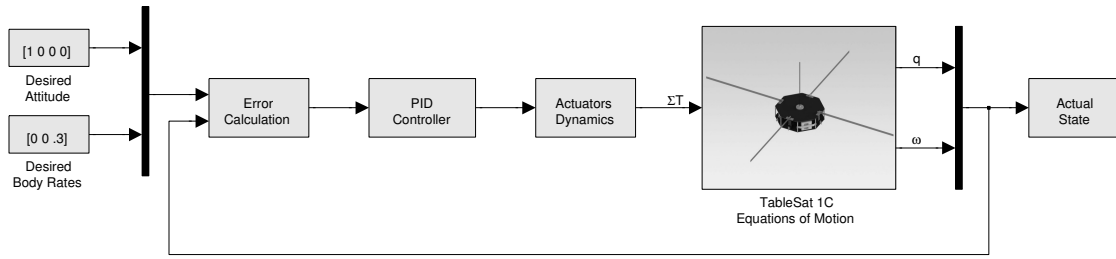 [1 0 0 0]
Desired
Attitude
[0 0 .3]
Desired
Body Rates
Error
Calculation
PID
Controller
Actuators
Dynamics
ΣT
TableSat 1C
Equations of Motion
q
ω
Actual
State